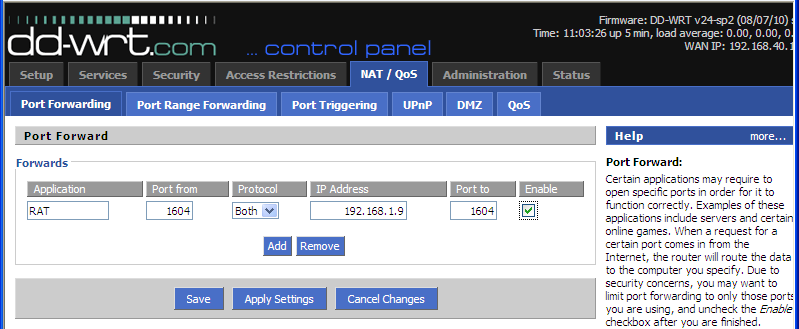 Firmware: DD-WRT v24-sp2 (08/07/10) s
Time: 11:03:26 up 5 min, load average: 0.00, 0.00, 0.
WAN IP: 192.168.40.1
dd-wrt.com ... control panel
Setup Services Security Access Restrictions NAT / QoS Administration Status
Port Forwarding Port Range Forwarding Port Triggering UPnP DMZ QoS
Port Forward
Forwards
Application Port from Protocol IP Address Port to Enable
RAT 1604 Both 192.168.1.9 1604
Add Remove
Save Apply Settings Cancel Changes
Help more...
Port Forward:
Certain applications may require to
open specific ports in order for it to
function correctly. Examples of these
applications include servers and certain
online games. When a request for a
certain port comes in from the
Internet, the router will route the data
to the computer you specify. Due to
security concerns, you may want to
limit port forwarding to only those ports
you are using, and uncheck the Enable
checkbox after you are finished.